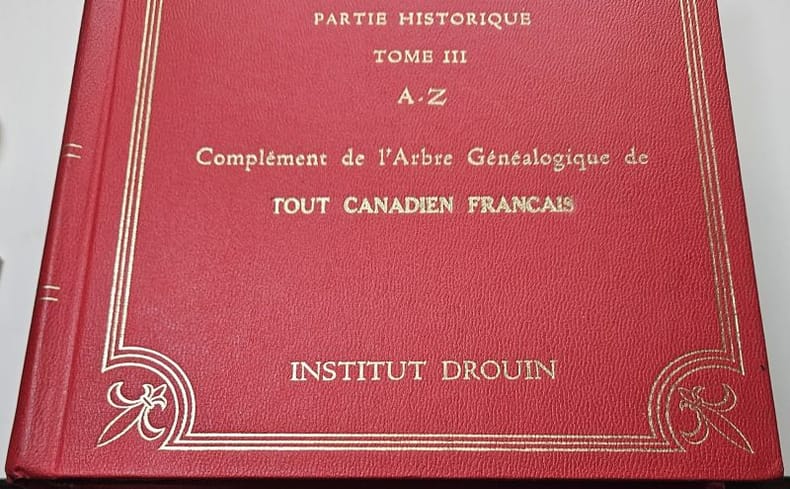 PARTIE HISTORIQUE
TOME III
A-Z
Complément de l'Arbre Généalogique de
TOUT CANADIEN FRANCAIS
INSTITUT DROUIN